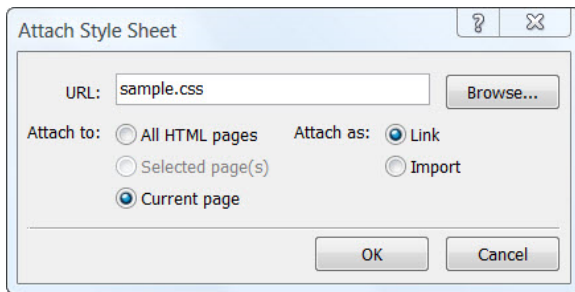 Attach Style Sheet
URL: sample.css Browse...
Attach to: All HTML pages Attach as: Link
Selected page(s) Import
Current page
OK Cancel